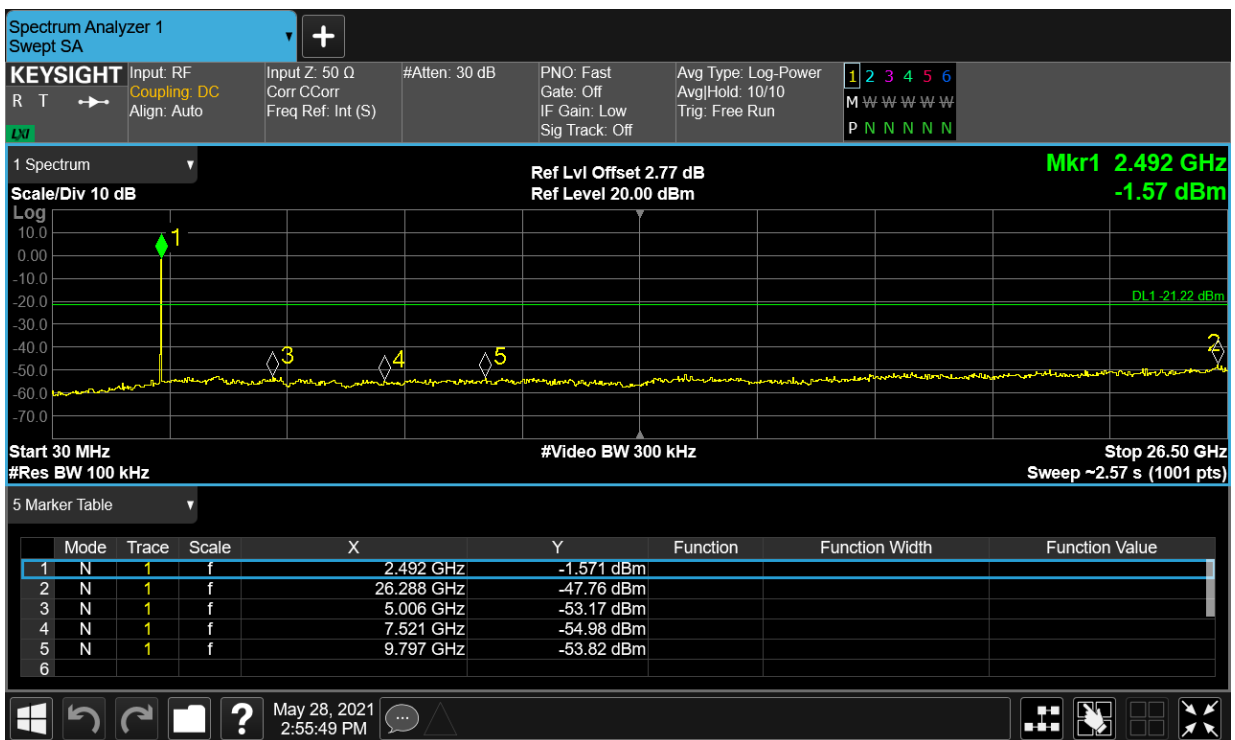 Spectrum Analyzer 1
Swept SA
+
KEYSIGHT
R T
LXI
Input: RF
Coupling: DC
Align: Auto
Input Z: 50 Ω
Corr CCorr
Freq Ref: Int (S)
#Atten: 30 dB
PNO: Fast
Gate: Off
IF Gain: Low
Sig Track: Off
Avg Type: Log-Power
Avg|Hold: 10/10
Trig: Free Run
1 2 3 4 5 6
M W W W W W
P N N N N N
1 Spectrum
Scale/Div 10 dB
Ref Lvl Offset 2.77 dB
Ref Level 20.00 dBm
Mkr1 2.492 GHz
-1.57 dBm
Log
10.0
0.00
-10.0
-20.0
-30.0
-40.0
-50.0
-60.0
-70.0
1
3
4
5
2
DL1 -21.22 dBm
Start 30 MHz
#Res BW 100 kHz
#Video BW 300 kHz
Stop 26.50 GHz
Sweep ~2.57 s (1001 pts)
5 Marker Table
Mode Trace Scale X Y Function Function Width Function Value
1 N 1 f 2.492 GHz -1.571 dBm
2 N 1 f 26.288 GHz -47.76 dBm
3 N 1 f 5.006 GHz -53.17 dBm
4 N 1 f 7.521 GHz -54.98 dBm
5 N 1 f 9.797 GHz -53.82 dBm
6
?
May 28, 2021
2:55:49 PM